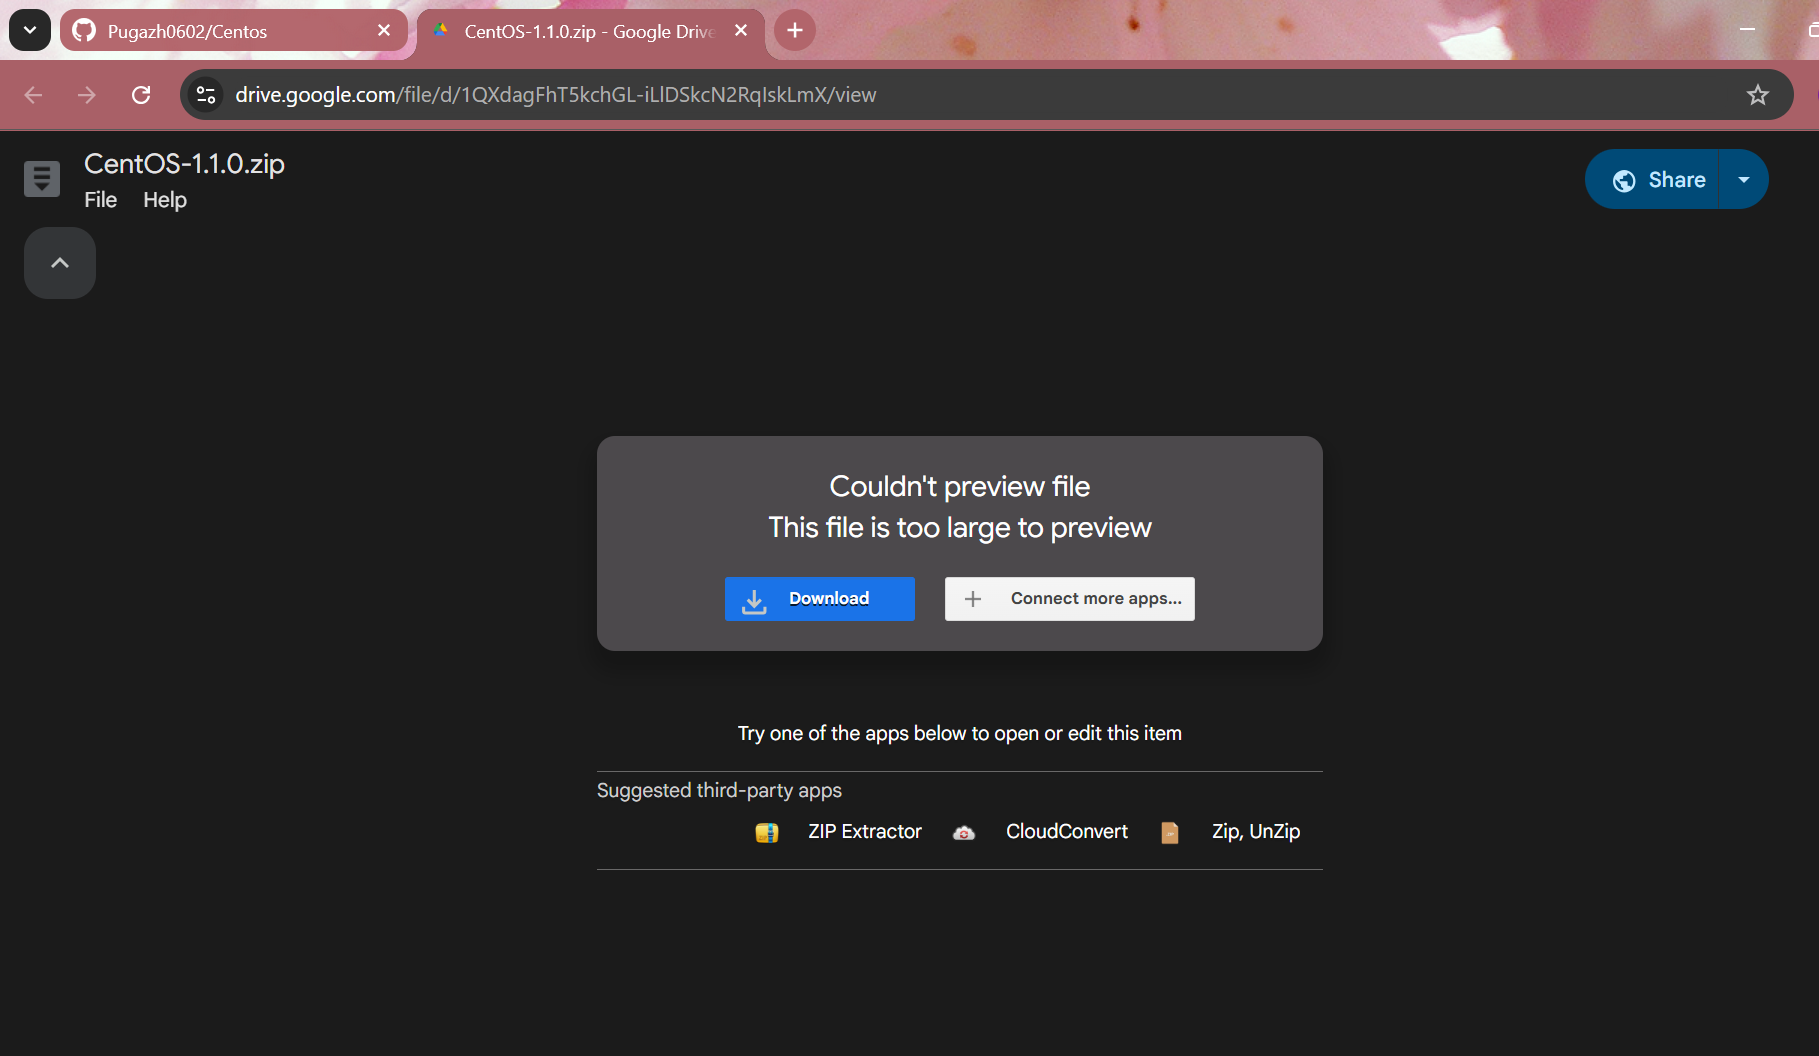 Pugazh0602/Centos
CentOS-1.1.0.zip - Google Drive
drive.google.com/file/d/1QXdagFhT5kchGL-iLlDSkcN2RqIskLmX/view
CentOS-1.1.0.zip
File Help
Share
Couldn't preview file
This file is too large to preview
Download
Connect more apps...
Try one of the apps below to open or edit this item
Suggested third-party apps
ZIP Extractor CloudConvert Zip, UnZip